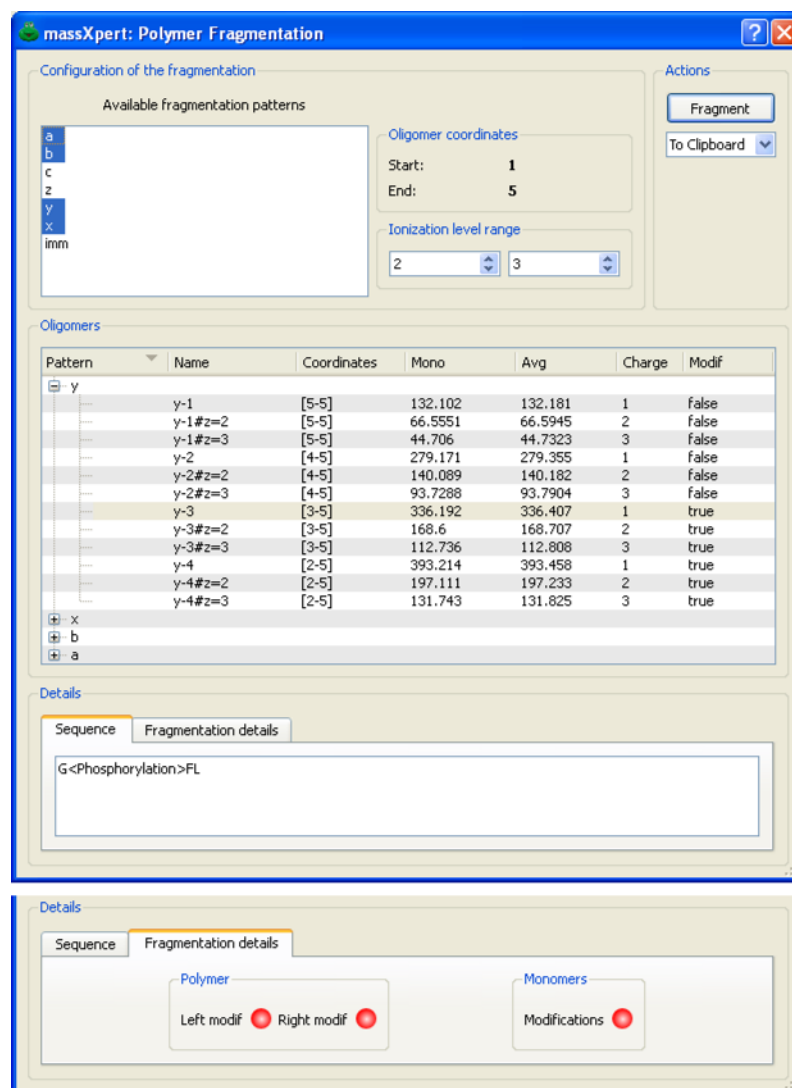 massXpert: Polymer Fragmentation
Configuration of the fragmentation
Actions
Available fragmentation patterns
Fragment
To Clipboard
a
b
c
z
y
x
imm
Oligomer coordinates
Start: 1
End: 5
Ionization level range
2 3
Oligomers
Pattern Name Coordinates Mono Avg Charge Modif
y
y-1 [5-5] 132.102 132.181 1 false
y-1#z=2 [5-5] 66.5551 66.5945 2 false
y-1#z=3 [5-5] 44.706 44.7323 3 false
y-2 [4-5] 279.171 279.355 1 false
y-2#z=2 [4-5] 140.089 140.182 2 false
y-2#z=3 [4-5] 93.7288 93.7904 3 false
y-3 [3-5] 336.192 336.407 1 true
y-3#z=2 [3-5] 168.6 168.707 2 true
y-3#z=3 [3-5] 112.736 112.808 3 true
y-4 [2-5] 393.214 393.458 1 true
y-4#z=2 [2-5] 197.111 197.233 2 true
y-4#z=3 [2-5] 131.743 131.825 3 true
x
b
a
Details
Sequence Fragmentation details
G<Phosphorylation>FL
Details
Sequence Fragmentation details
Polymer Monomers
Left modif Right modif Modifications